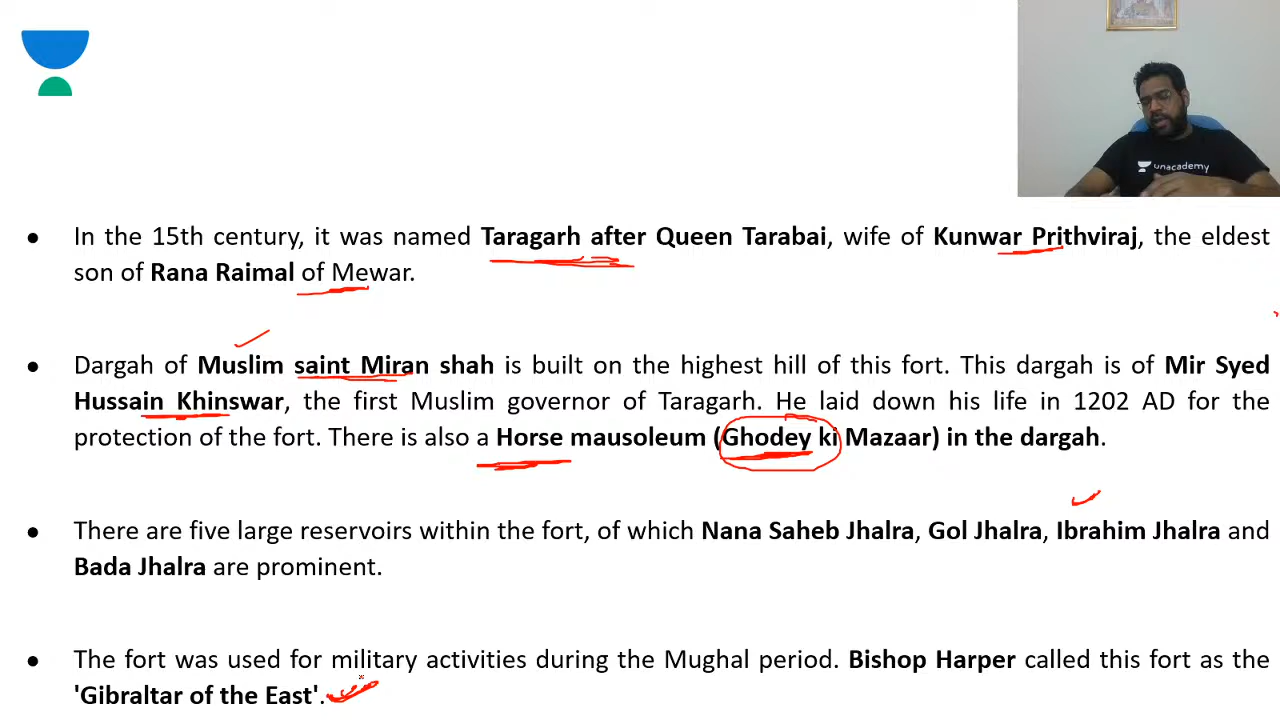 unacademy
● In the 15th century, it was named Taragarh after Queen Tarabai, wife of Kunwar Prithviraj, the eldest
son of Rana Raimal of Mewar.
● Dargah of Muslim saint Miran shah is built on the highest hill of this fort. This dargah is of Mir Syed
Hussain Khinswar, the first Muslim governor of Taragarh. He laid down his life in 1202 AD for the
protection of the fort. There is also a Horse mausoleum (Ghodey ki Mazaar) in the dargah.
● There are five large reservoirs within the fort, of which Nana Saheb Jhalra, Gol Jhalra, Ibrahim Jhalra and
Bada Jhalra are prominent.
● The fort was used for military activities during the Mughal period. Bishop Harper called this fort as the
'Gibraltar of the East'.